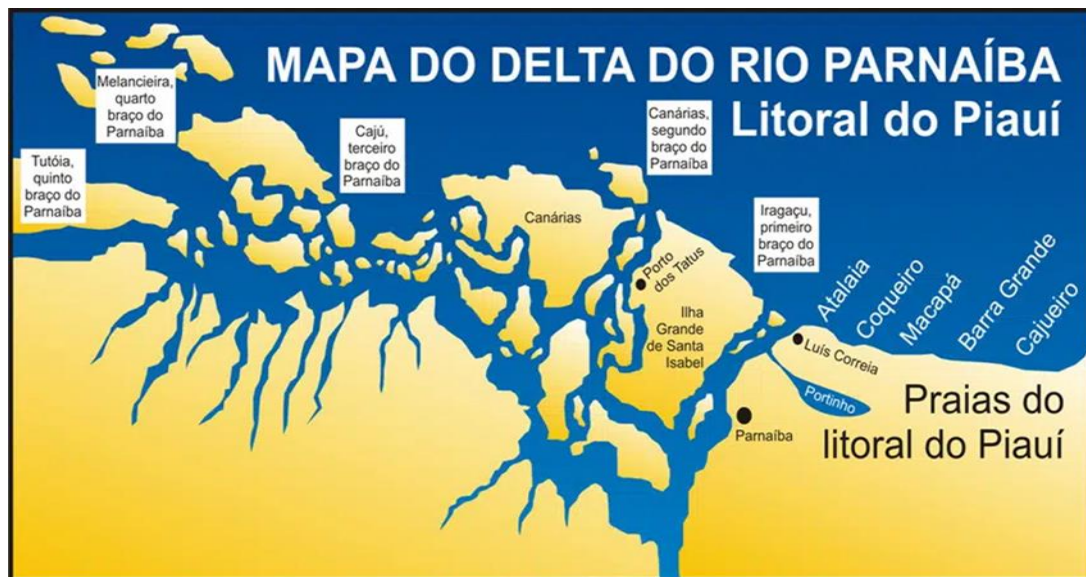 MAPA DO DELTA DO RIO PARNAÍBA
Litoral do Piauí
Melancieira,
quarto
braço do
Parnaíba
Tutóia,
quinto
braço do
Parnaíba
Cajú,
terceiro
braço do
Parnaíba
Canárias,
segundo
braço do
Parnaíba
Iragaçu,
primeiro
braço do
Parnaíba
Canárias
Porto
dos Tatus
Ilha
Grande
de Santa
Isabel
Atalaia
Coqueiro
Macapá
Barra Grande
Cajueiro
Luís Correia
Portinho
Parnaíba
Praias do
litoral do Piauí